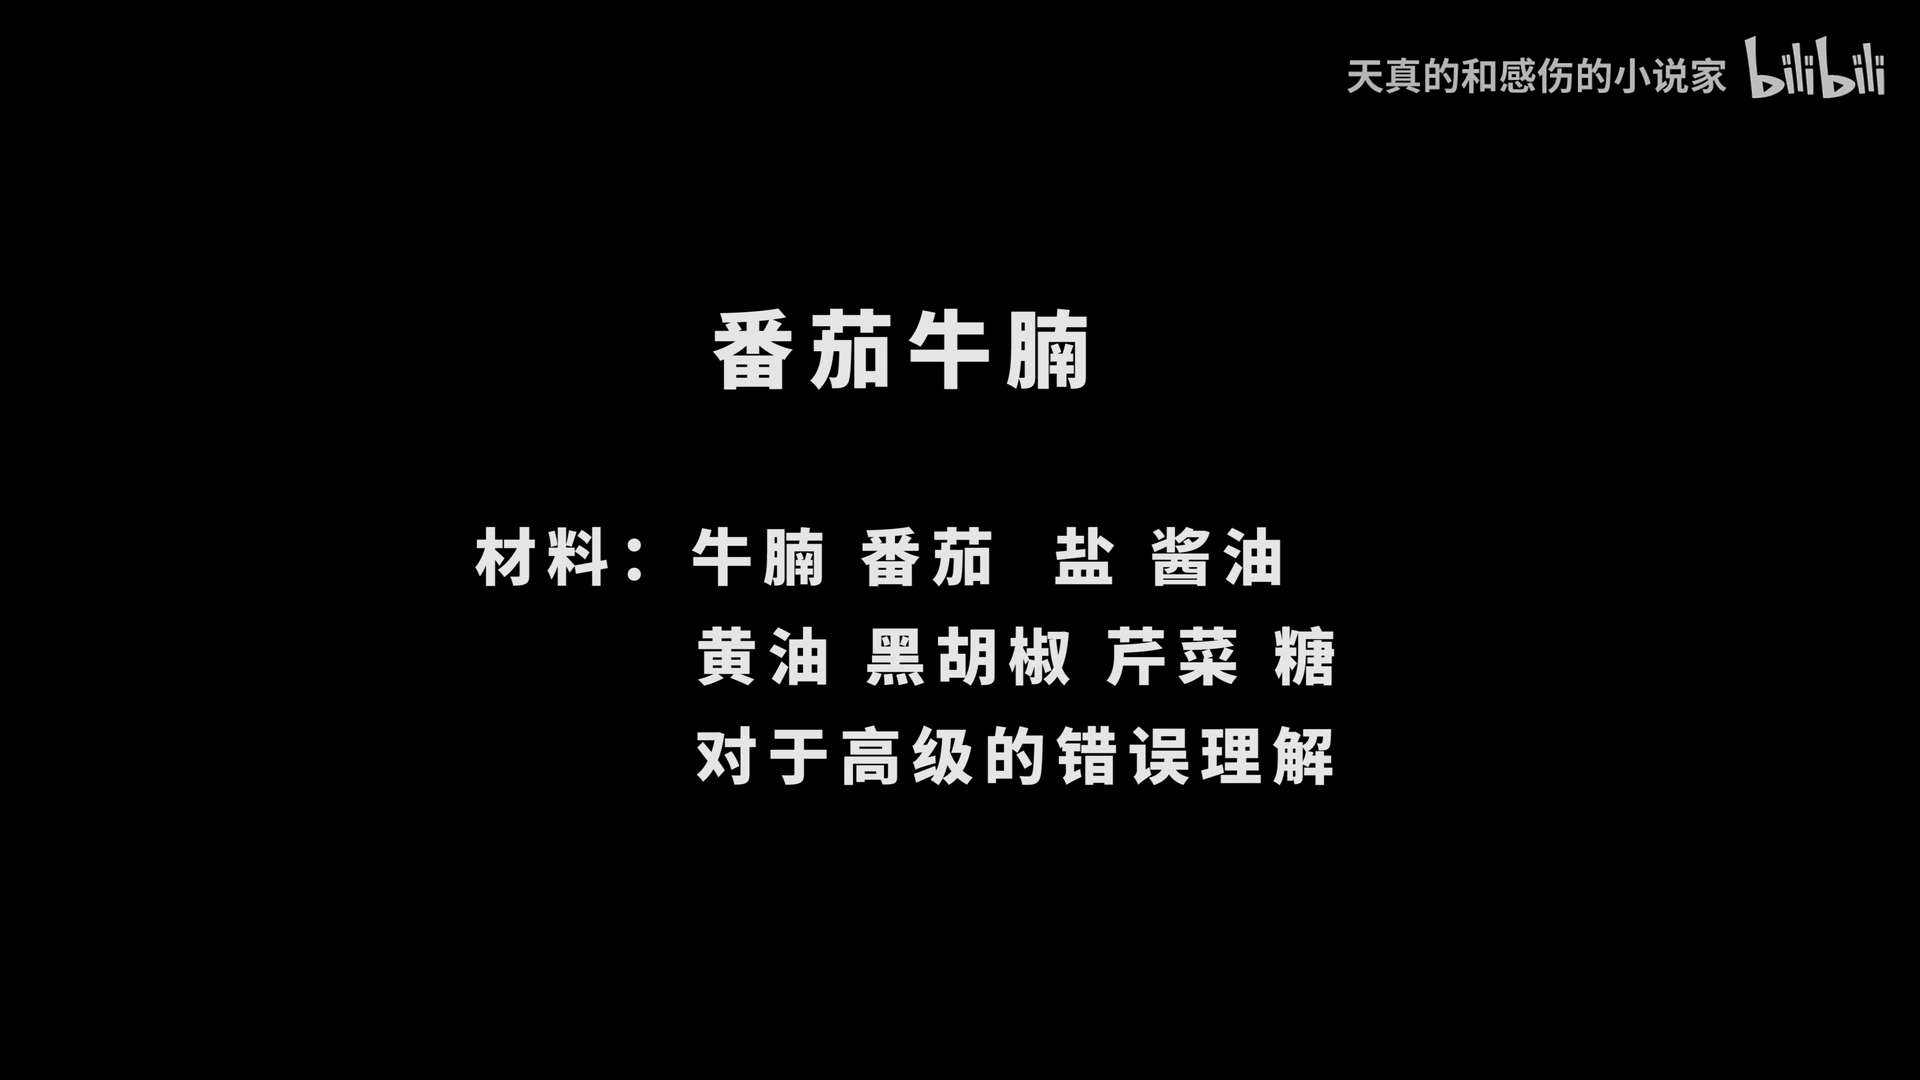 天真的和感伤的小说家 bilibili
番茄牛腩
材料：牛腩 番茄 盐 酱油
黄油 黑胡椒 芹菜 糖
对于高级的错误理解